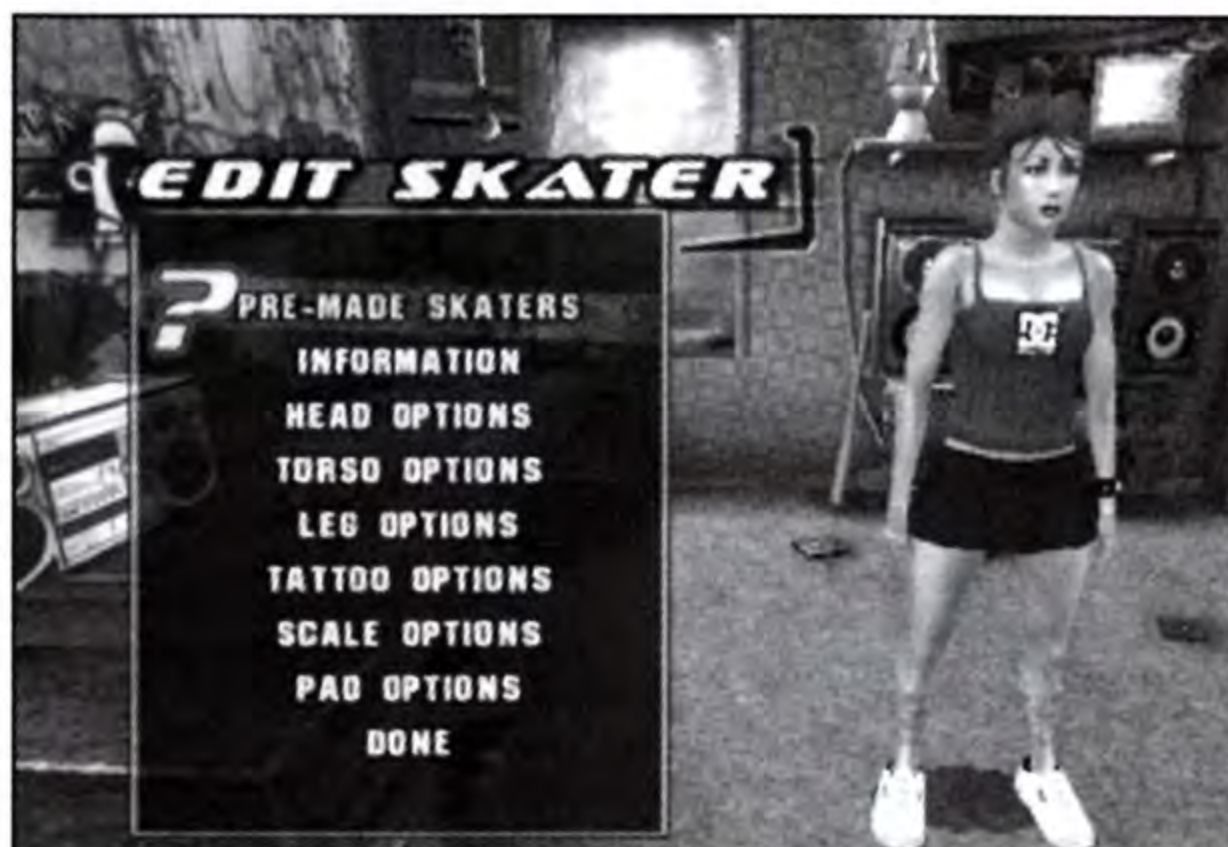 EDIT SKATER
PRE-MADE SKATERS
INFORMATION
HEAD OPTIONS
TORSO OPTIONS
LEG OPTIONS
TATTOO OPTIONS
SCALE OPTIONS
PAD OPTIONS
DONE